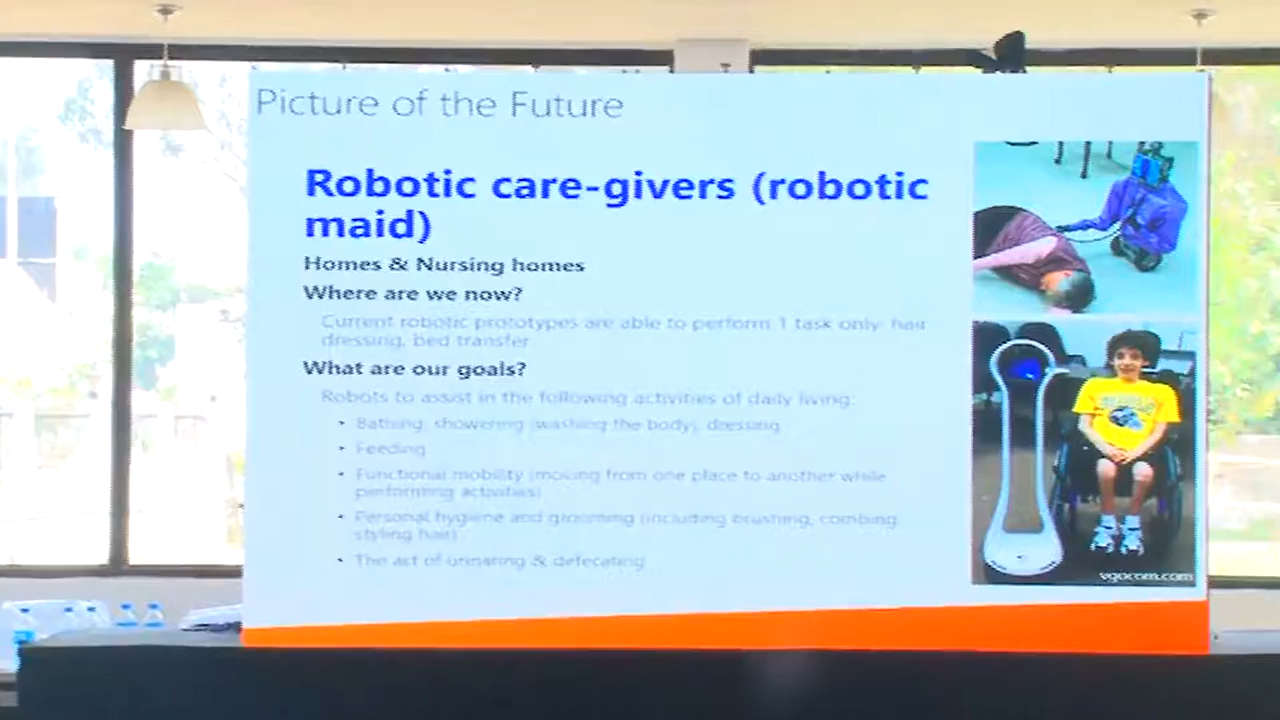 Picture of the Future
Robotic care-givers (robotic
maid)
Homes & Nursing homes
Where are we now?
Current robotic prototypes are able to perform 1 task only: hair
dressing, bed transfer
What are our goals?
Robots to assist in the following activities of daily living:
• Bathing, showering (washing the body), dressing
• Feeding
• Functional mobility (moving from one place to another while
performing activities)
• Personal hygiene and grooming (including brushing, combing,
styling hair)
• The act of urinating & defecating
vgocom.com